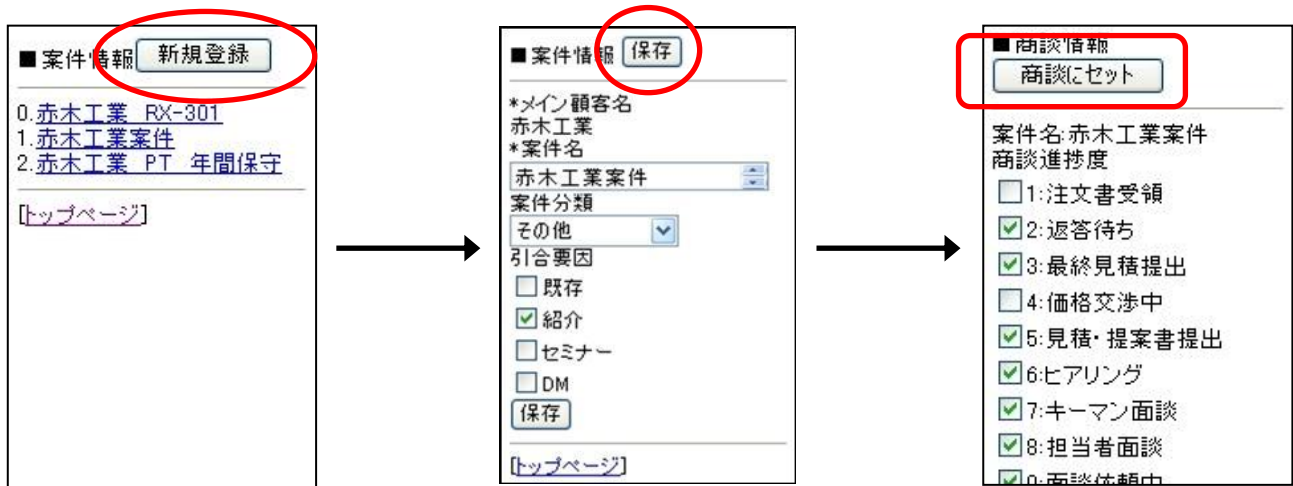 ■案件情報 新規登録
0.赤木工業 RX-301
1.赤木工業案件
2.赤木工業 PT 年間保守
[トップページ]
■案件情報 保存
*メイン顧客名
赤木工業
*案件名
赤木工業案件
案件分類
その他
引合要因
既存
紹介
セミナー
DM
保存
[トップページ]
■商談情報
商談にセット
案件名:赤木工業案件
商談進捗度
1:注文書受領
2:返答待ち
3:最終見積提出
4:価格交渉中
5:見積・提案書提出
6:ヒアリング
7:キーマン面談
8:担当者面談
9:面談依頼中